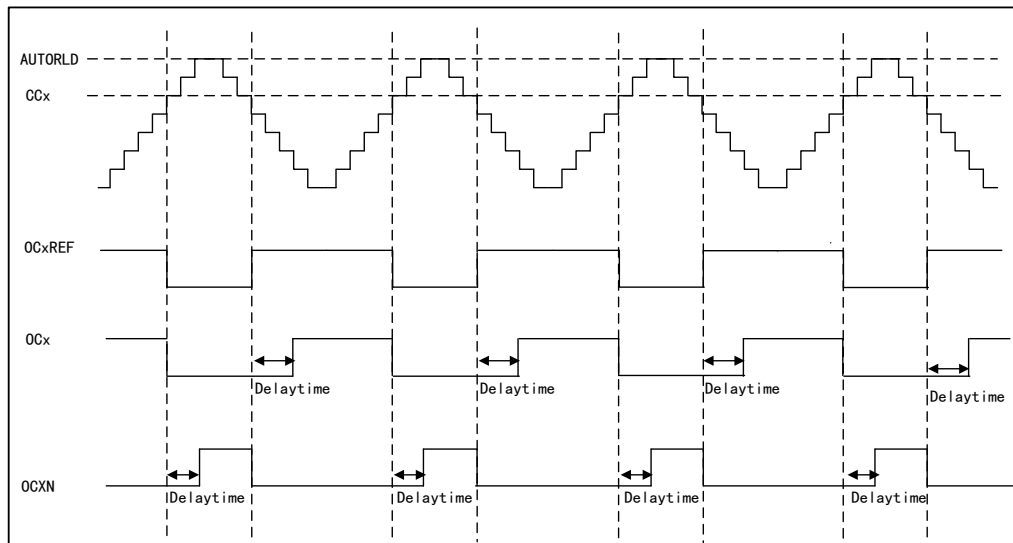 AUTORLD
CCx
OCxREF
OCx
Delaytime
Delaytime
Delaytime
Delaytime
OCXN
Delaytime
Delaytime
Delaytime
Delaytime